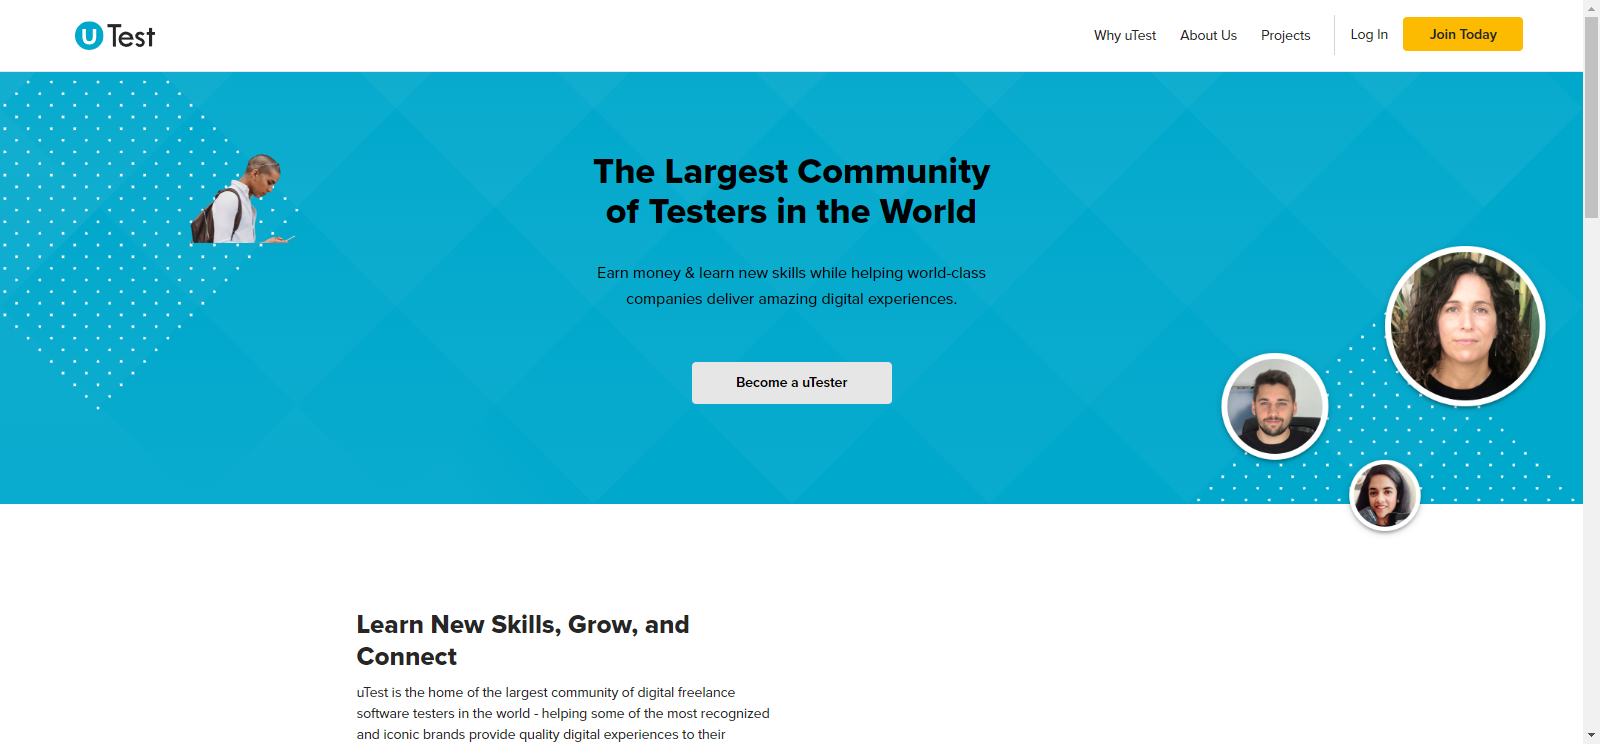 u Test
Why uTest
About Us
Projects
Log In
Join Today
The Largest Community
of Testers in the World
Earn money & learn new skills while helping world-class
companies deliver amazing digital experiences.
Become a uTester
Learn New Skills, Grow, and
Connect
uTest is the home of the largest community of digital freelance
software testers in the world - helping some of the most recognized
and iconic brands provide quality digital experiences to their